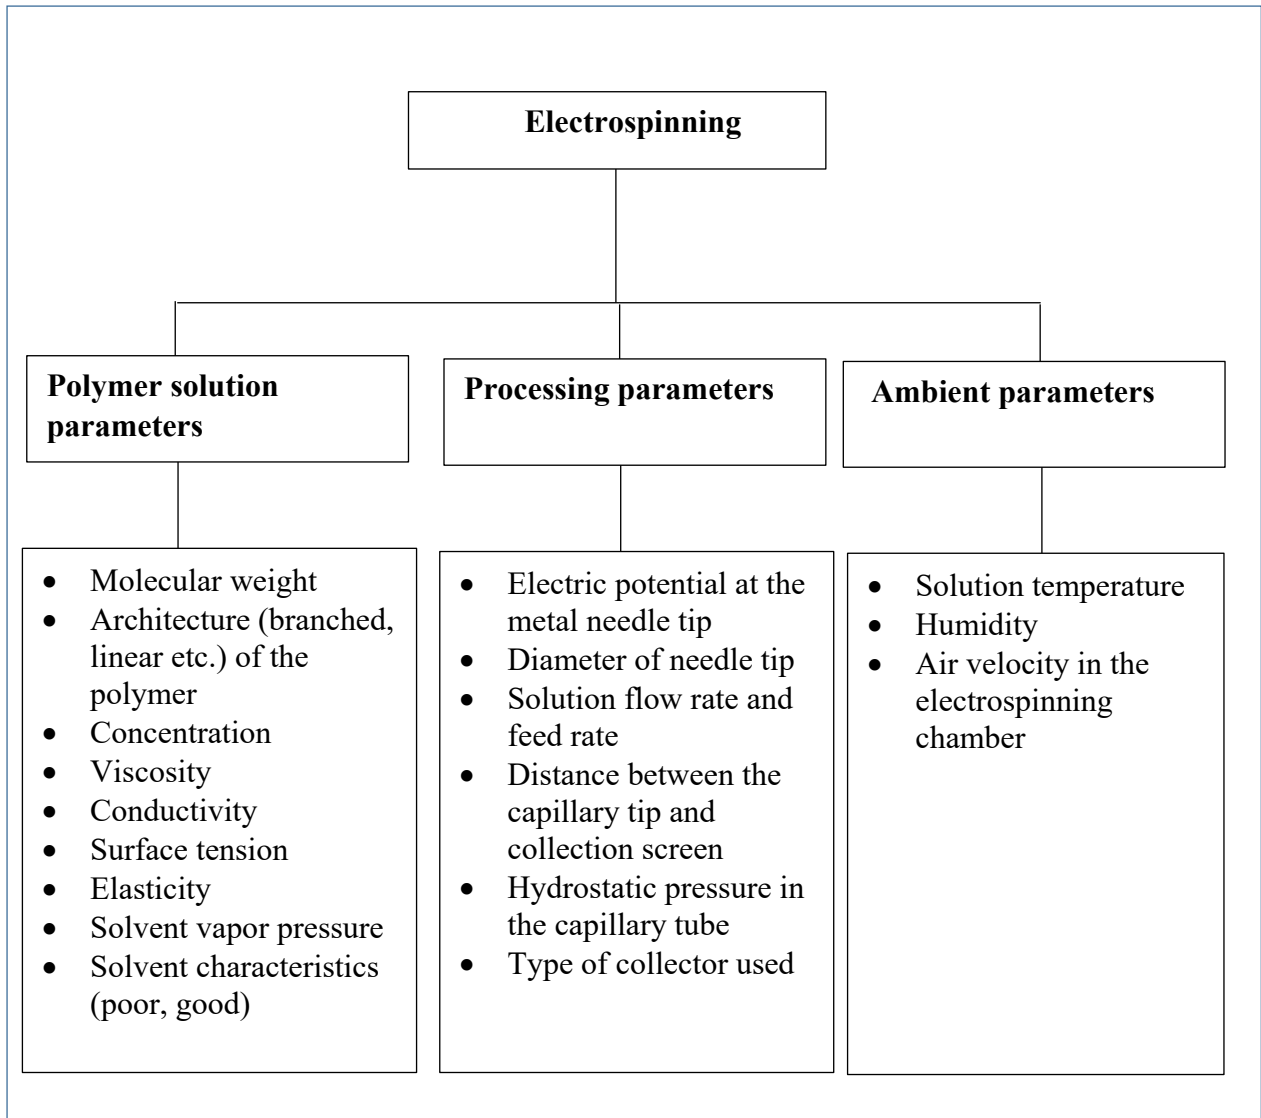 Electrospinning
Polymer solution
parameters
Processing parameters
Ambient parameters
• Molecular weight
• Architecture (branched,
linear etc.) of the
polymer
• Concentration
• Viscosity
• Conductivity
• Surface tension
• Elasticity
• Solvent vapor pressure
• Solvent characteristics
(poor, good)
• Electric potential at the
metal needle tip
• Diameter of needle tip
• Solution flow rate and
feed rate
• Distance between the
capillary tip and
collection screen
• Hydrostatic pressure in
the capillary tube
• Type of collector used
• Solution temperature
• Humidity
• Air velocity in the
electrospinning
chamber